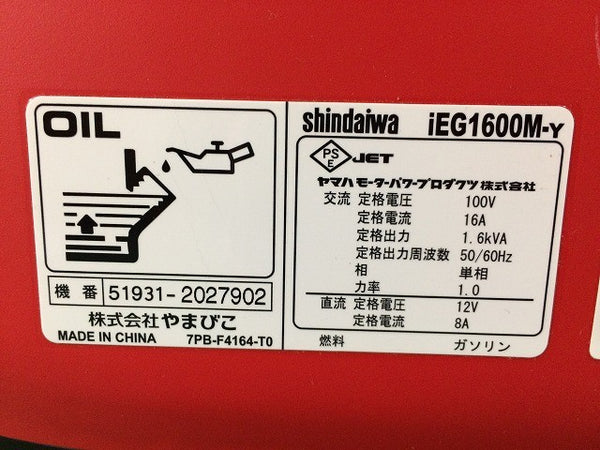 OIL
機 番 51931-2027902
株式会社やまびこ
MADE IN CHINA 7PB-F4164-T0
shindaiwa iEG1600M-Y
PSE JET
ヤマハモーターパワープロダクツ株式会社
交流 定格電圧 100V
定格電流 16A
定格出力 1.6kVA
定格出力周波数 50/60Hz
相 単相
力率 1.0
直流 定格電圧 12V
定格電流 8A
燃料 ガソリン